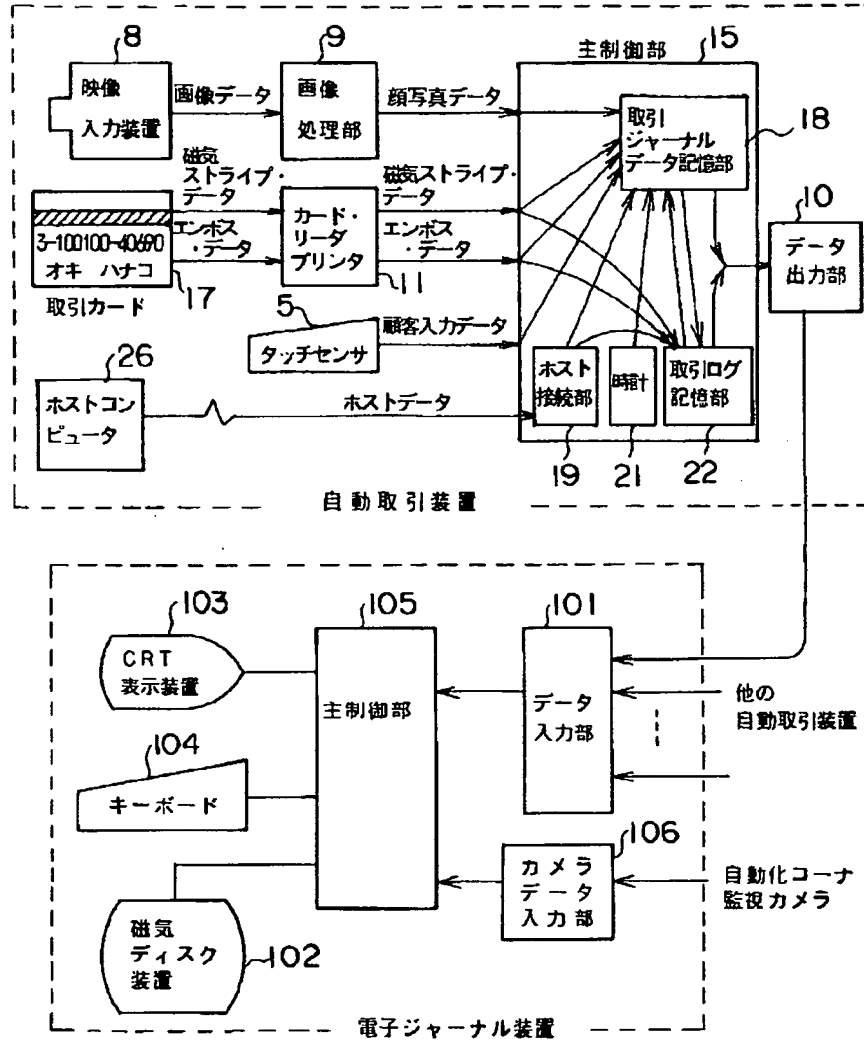 8
9
15
主制御部
映像
入力装置
画像データ
画像
処理部
顔写真データ
取引
ジャーナル
データ記憶部
18
磁気
ストライプ・
データ
エンボス
・データ
カード・
リーダ
プリンタ
11
磁気ストライプ・
データ
エンボス
・データ
3-100100-40690
オキ ハナコ
17
取引カード
10
データ
出力部
5
タッチセンサ
顧客入力データ
26
ホストコン
ピュータ
ホストデータ
ホスト
接続部
時計
取引ログ
記憶部
19
21
22
自動取引装置
103
CRT
表示装置
105
主制御部
101
データ
入力部
他の
自動取引装置
104
キーボード
106
カメラ
データ
入力部
自動化コーナ
監視カメラ
磁気
ディスク
装置
102
電子ジャーナル装置